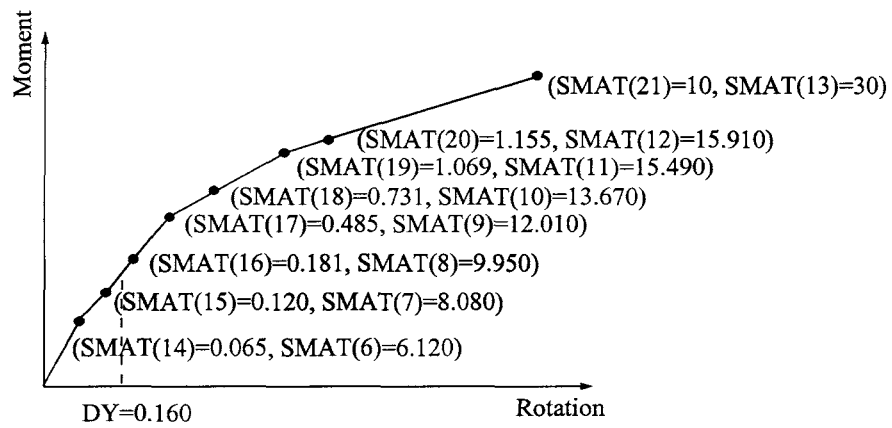 Moment
(SMAT(21)=10, SMAT(13)=30)
(SMAT(20)=1.155, SMAT(12)=15.910)
(SMAT(19)=1.069, SMAT(11)=15.490)
(SMAT(18)=0.731, SMAT(10)=13.670)
(SMAT(17)=0.485, SMAT(9)=12.010)
(SMAT(16)=0.181, SMAT(8)=9.950)
(SMAT(15)=0.120, SMAT(7)=8.080)
(SMAT(14)=0.065, SMAT(6)=6.120)
DY=0.160
Rotation